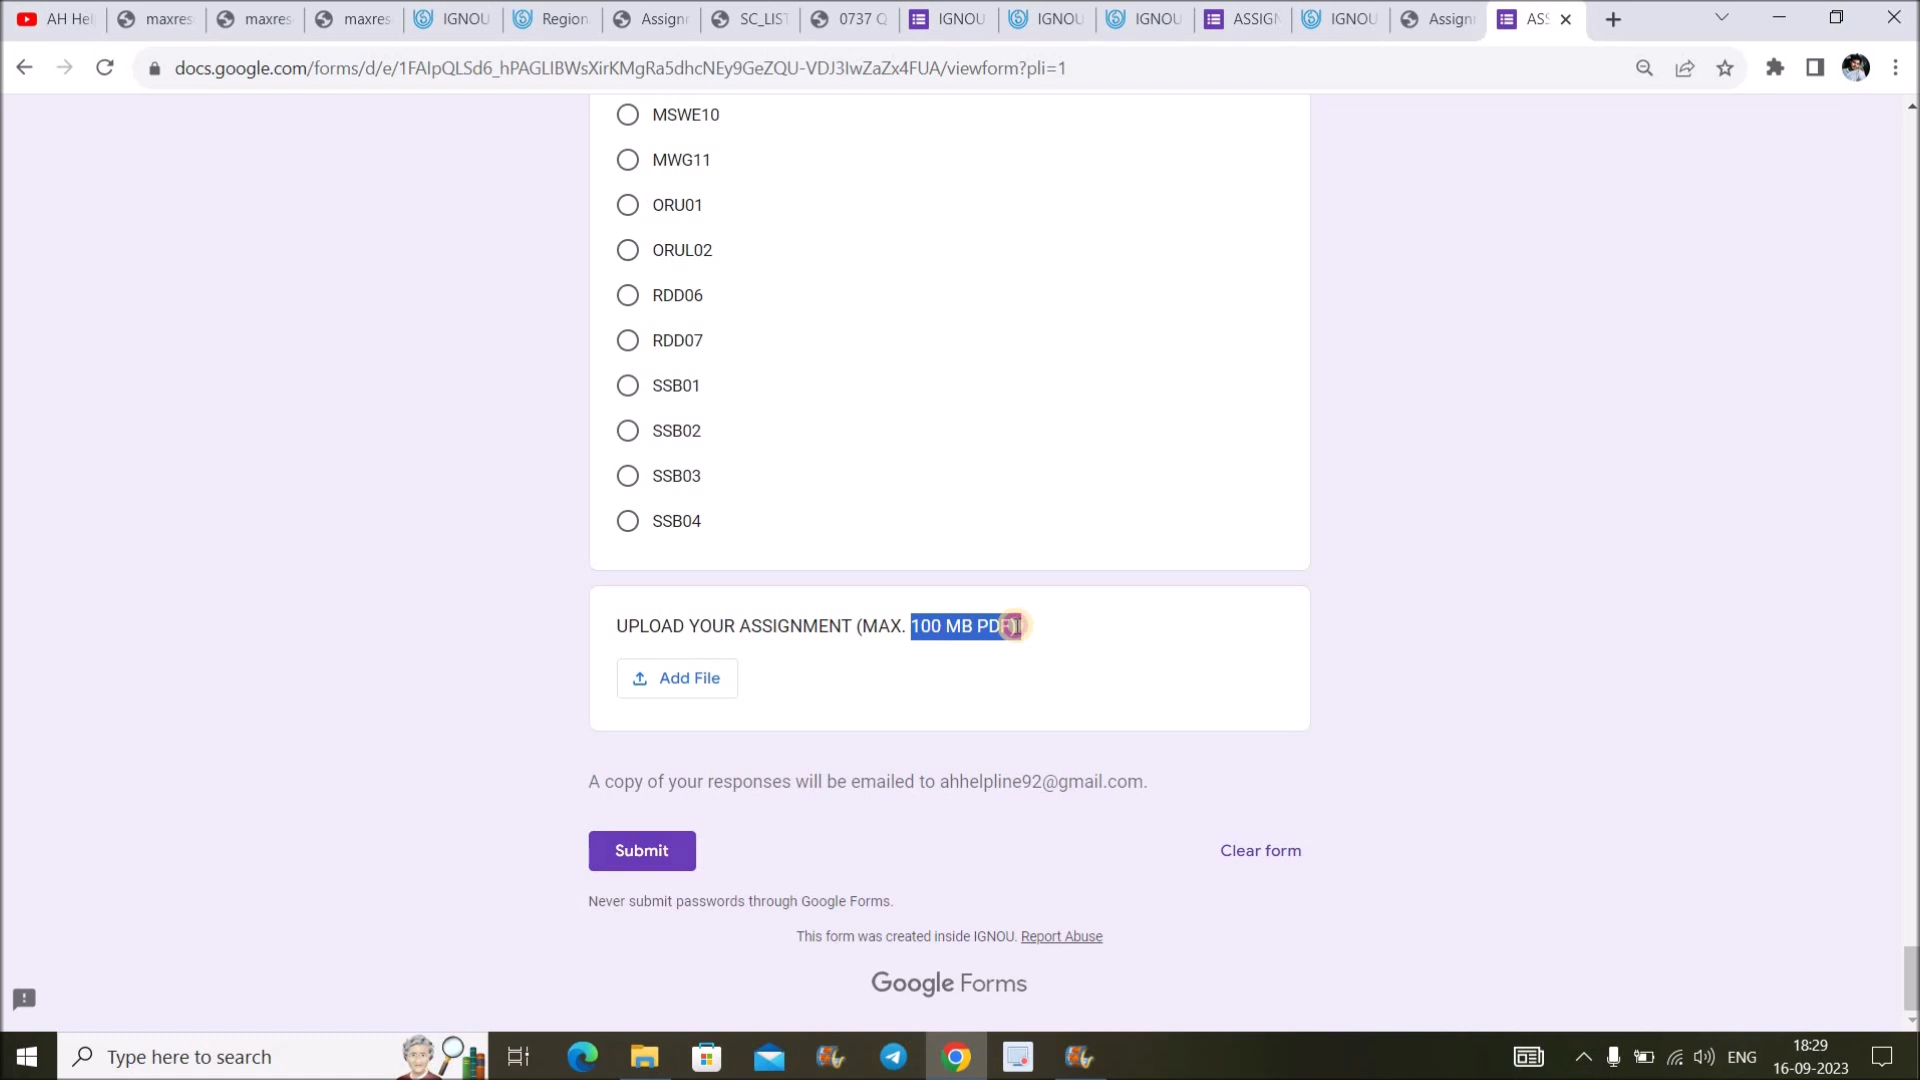 AH Hel
maxres
maxres
maxres
IGNOU
Region
Assignr
SC_LIST
0737 Q
IGNOU
IGNOU
IGNOU
ASSIGN
IGNOU
Assignr
ASS
docs.google.com/forms/d/e/1FAIpQLSd6_hPAGLIBWsXirKMgRa5dhcNEy9GeZQU-VDJ3IwZaZx4FUA/viewform?pli=1
MSWE10
MWG11
ORU01
ORUL02
RDD06
RDD07
SSB01
SSB02
SSB03
SSB04
UPLOAD YOUR ASSIGNMENT (MAX. 100 MB PDF)
Add File
A copy of your responses will be emailed to ahhelpline92@gmail.com.
Submit
Clear form
Never submit passwords through Google Forms.
This form was created inside IGNOU. Report Abuse
Google Forms
Type here to search
ENG
18:29
16-09-2023